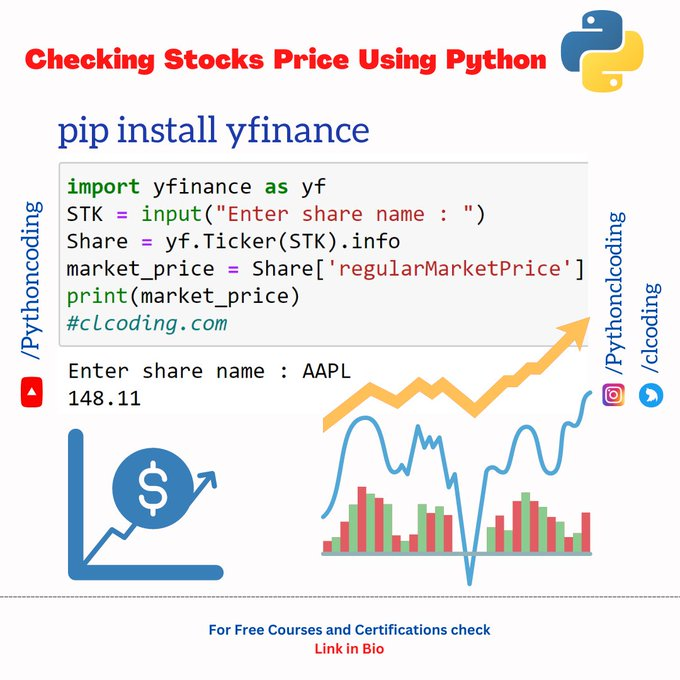 Checking Stocks Price Using Python
pip install yfinance
import yfinance as yf
STK = input("Enter share name : ")
Share = yf.Ticker(STK).info
market_price = Share['regularMarketPrice']
print(market_price)
#clcoding.com
Enter share name : AAPL
148.11
/Pythoncoding
/Pythonclcoding
/clcoding
$
For Free Courses and Certifications check
Link in Bio